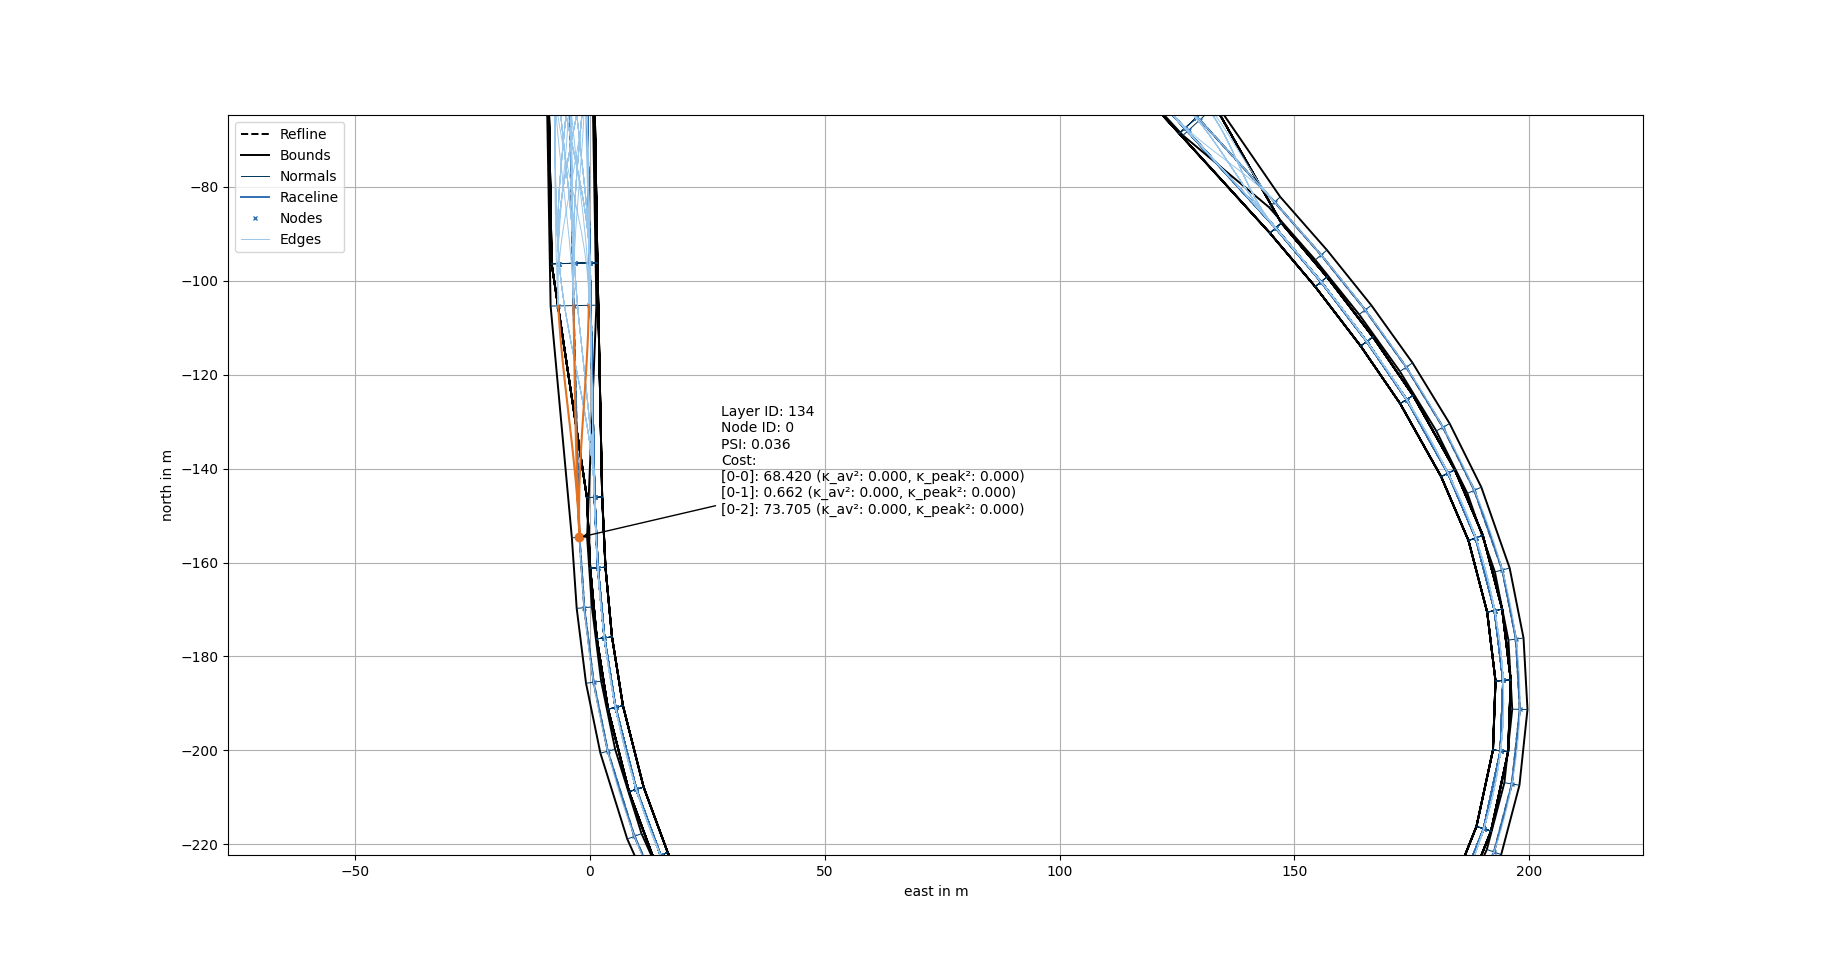 Refline
Bounds
Normals
Raceline
Nodes
Edges
−80
−100
−120
−140
−160
−180
−200
−220
north in m
Layer ID: 134
Node ID: 0
PSI: 0.036
Cost:
[0-0]: 68.420 (κ_av²: 0.000, κ_peak²: 0.000)
[0-1]: 0.662 (κ_av²: 0.000, κ_peak²: 0.000)
[0-2]: 73.705 (κ_av²: 0.000, κ_peak²: 0.000)
−50 0 50 100 150 200
east in m